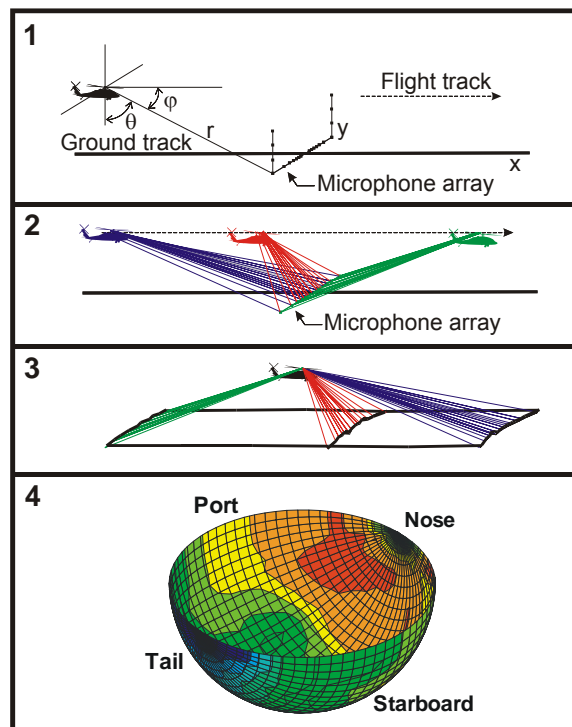 1
Flight track
φ
θ
r
y
Ground track
x
Microphone array
2
Microphone array
3
4
Port
Nose
Tail
Starboard